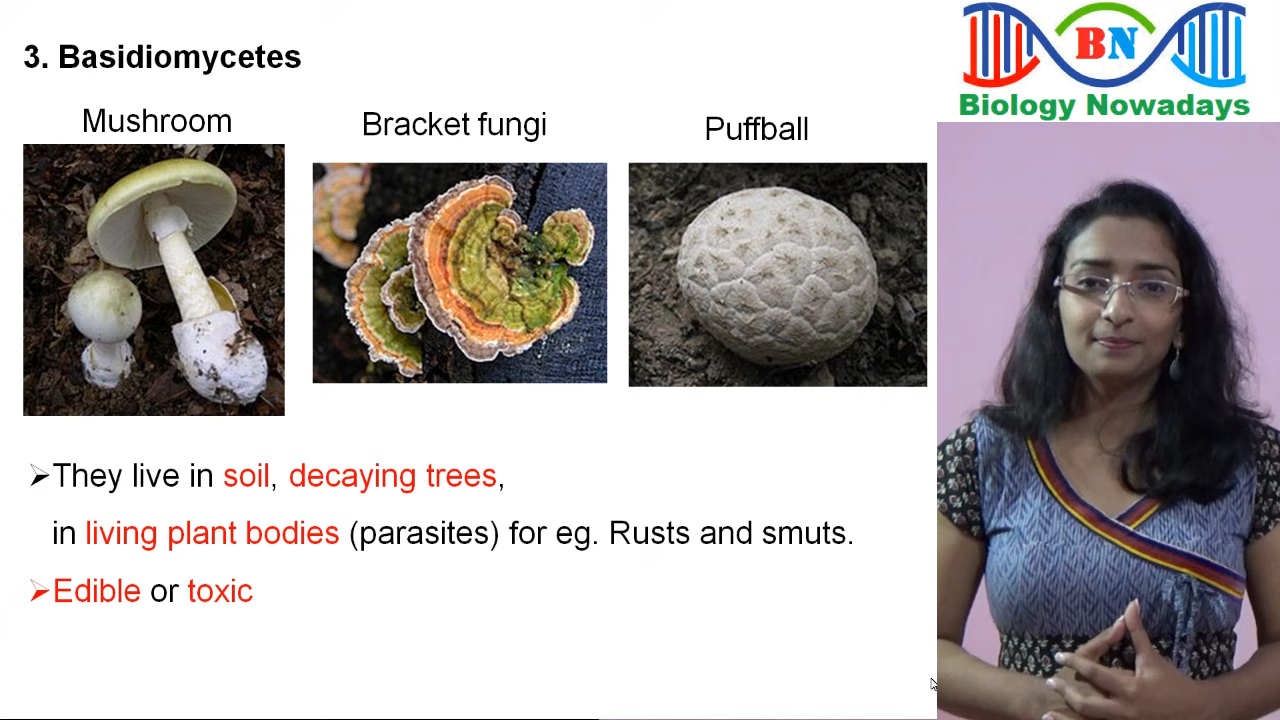 3. Basidiomycetes
BN
Biology Nowadays
Mushroom
Bracket fungi
Puffball
➢They live in soil, decaying trees,
in living plant bodies (parasites) for eg. Rusts and smuts.
➢Edible or toxic